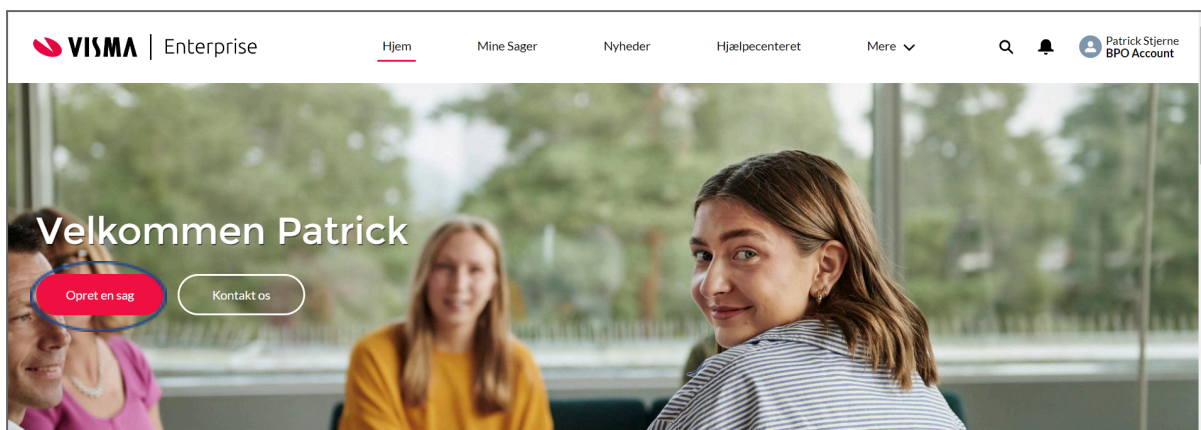 VISMA | Enterprise
Hjem
Mine Sager
Nyheder
Hjælpecenteret
Mere
Patrick Stjerne
BPO Account
Velkommen Patrick
Opret en sag
Kontakt os